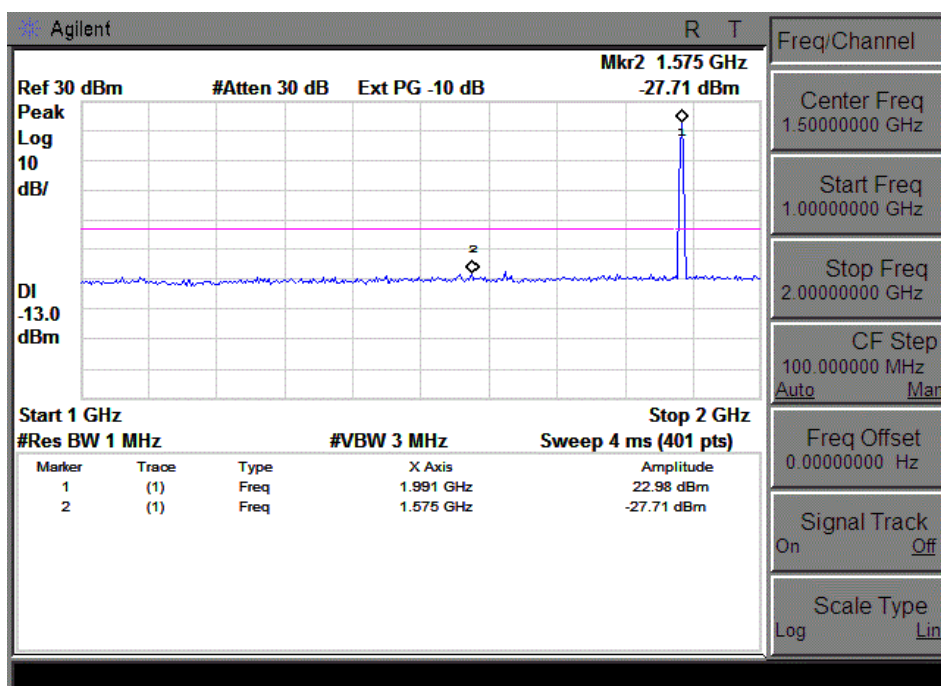 Agilent R T
Mkr2 1.575 GHz
Ref 30 dBm #Atten 30 dB Ext PG -10 dB -27.71 dBm
Peak
Log
10
dB/
1
2
DI
-13.0
dBm
Start 1 GHz Stop 2 GHz
#Res BW 1 MHz #VBW 3 MHz Sweep 4 ms (401 pts)
Marker Trace Type X Axis Amplitude
1 (1) Freq 1.991 GHz 22.98 dBm
2 (1) Freq 1.575 GHz -27.71 dBm
Freq/Channel
Center Freq
1.50000000 GHz
Start Freq
1.00000000 GHz
Stop Freq
2.00000000 GHz
CF Step
100.000000 MHz
Auto Man
Freq Offset
0.00000000 Hz
Signal Track
On Off
Scale Type
Log Lin